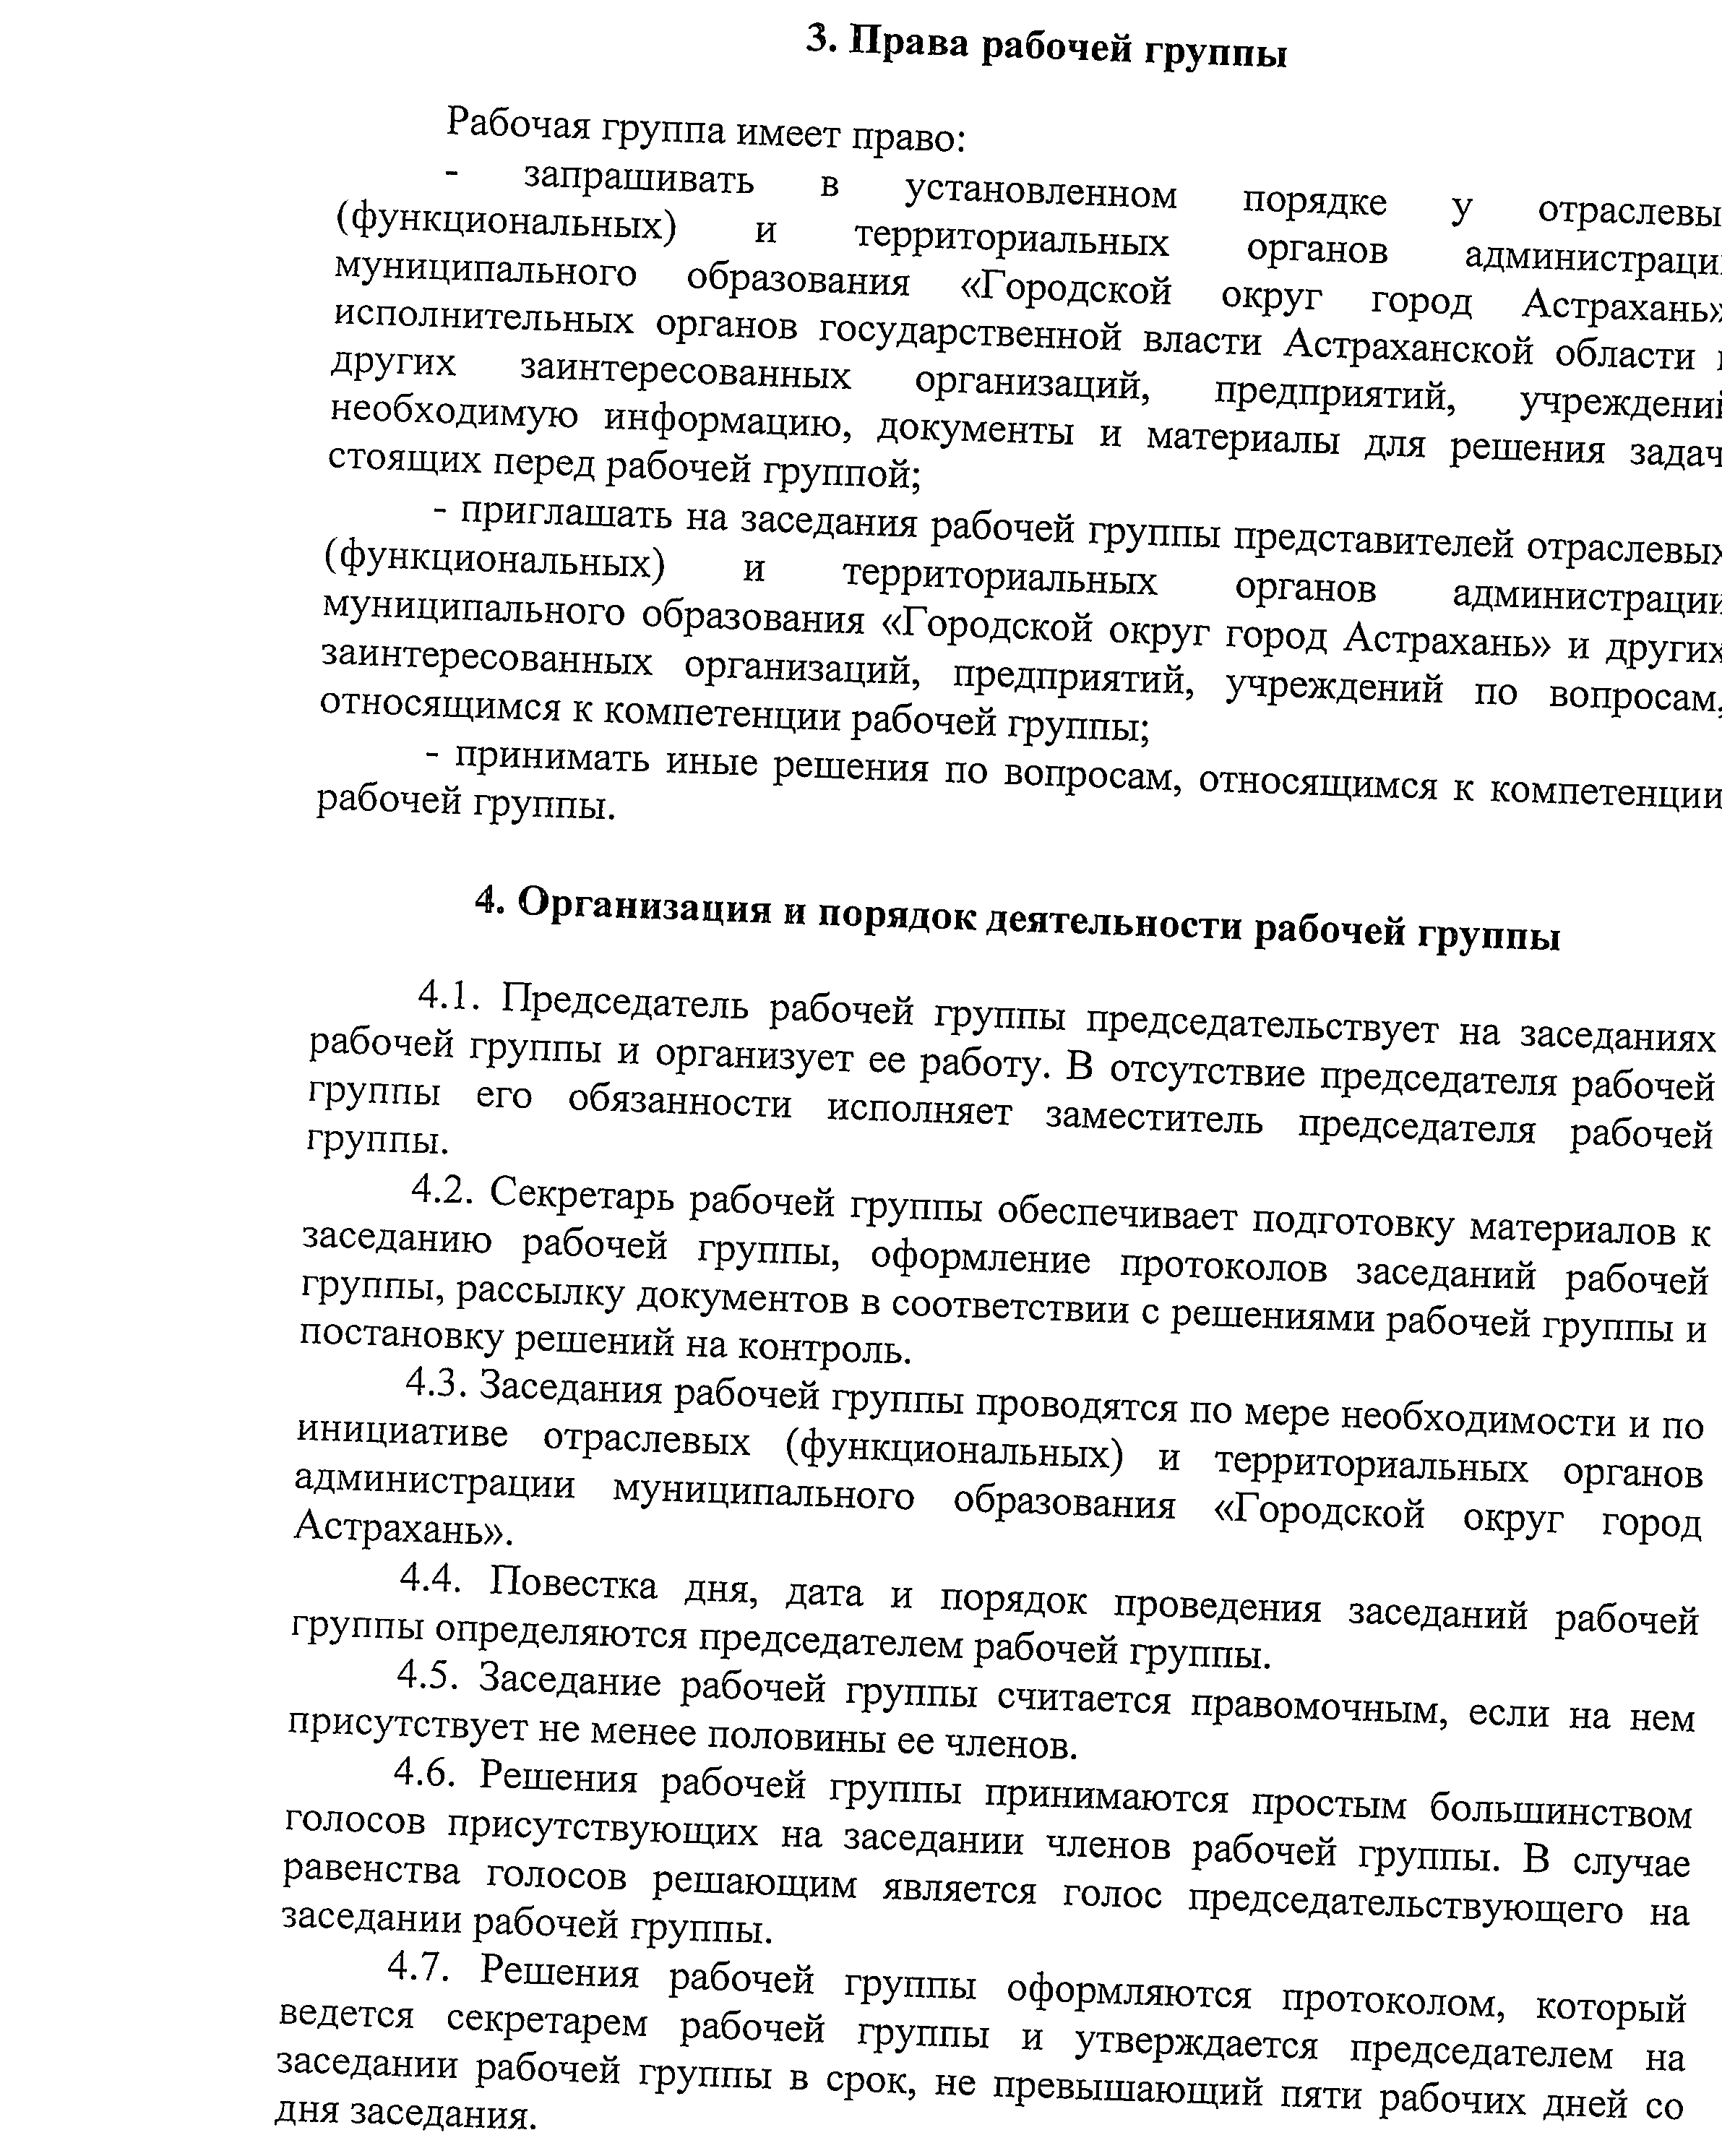 3. Права рабочей группы
Рабочая группа имеет право:
- запрашивать в установленном порядке у отраслевы
(функциональных) и территориальных органов администраци
муниципального образования «Городской округ город Астрахань»
исполнительных органов государственной власти Астраханской области
других заинтересованных организаций, предприятий, учреждений
необходимую информацию, документы и материалы для решения задач
стоящих перед рабочей группой;
- приглашать на заседания рабочей группы представителей отраслевых
(функциональных) и территориальных органов администрации
муниципального образования «Городской округ город Астрахань» и других
заинтересованных организаций, предприятий, учреждений по вопросам,
относящимся к компетенции рабочей группы;
- принимать иные решения по вопросам, относящимся к компетенции
рабочей группы.
4. Организация и порядок деятельности рабочей группы
4.1. Председатель рабочей группы председательствует на заседаниях
рабочей группы и организует ее работу. В отсутствие председателя рабочей
группы его обязанности исполняет заместитель председателя рабочей
группы.
4.2. Секретарь рабочей группы обеспечивает подготовку материалов к
заседанию рабочей группы, оформление протоколов заседаний рабочей
группы, рассылку документов в соответствии с решениями рабочей группы и
постановку решений на контроль.
4.3. Заседания рабочей группы проводятся по мере необходимости и по
инициативе отраслевых (функциональных) и территориальных органов
администрации муниципального образования «Городской округ город
Астрахань».
4.4. Повестка дня, дата и порядок проведения заседаний рабочей
группы определяются председателем рабочей группы.
4.5. Заседание рабочей группы считается правомочным, если на нем
присутствует не менее половины ее членов.
4.6. Решения рабочей группы принимаются простым большинством
голосов присутствующих на заседании членов рабочей группы. В случае
равенства голосов решающим является голос председательствующего на
заседании рабочей группы.
4.7. Решения рабочей группы оформляются протоколом, который
ведется секретарем рабочей группы и утверждается председателем на
заседании рабочей группы в срок, не превышающий пяти рабочих дней со
дня заседания.